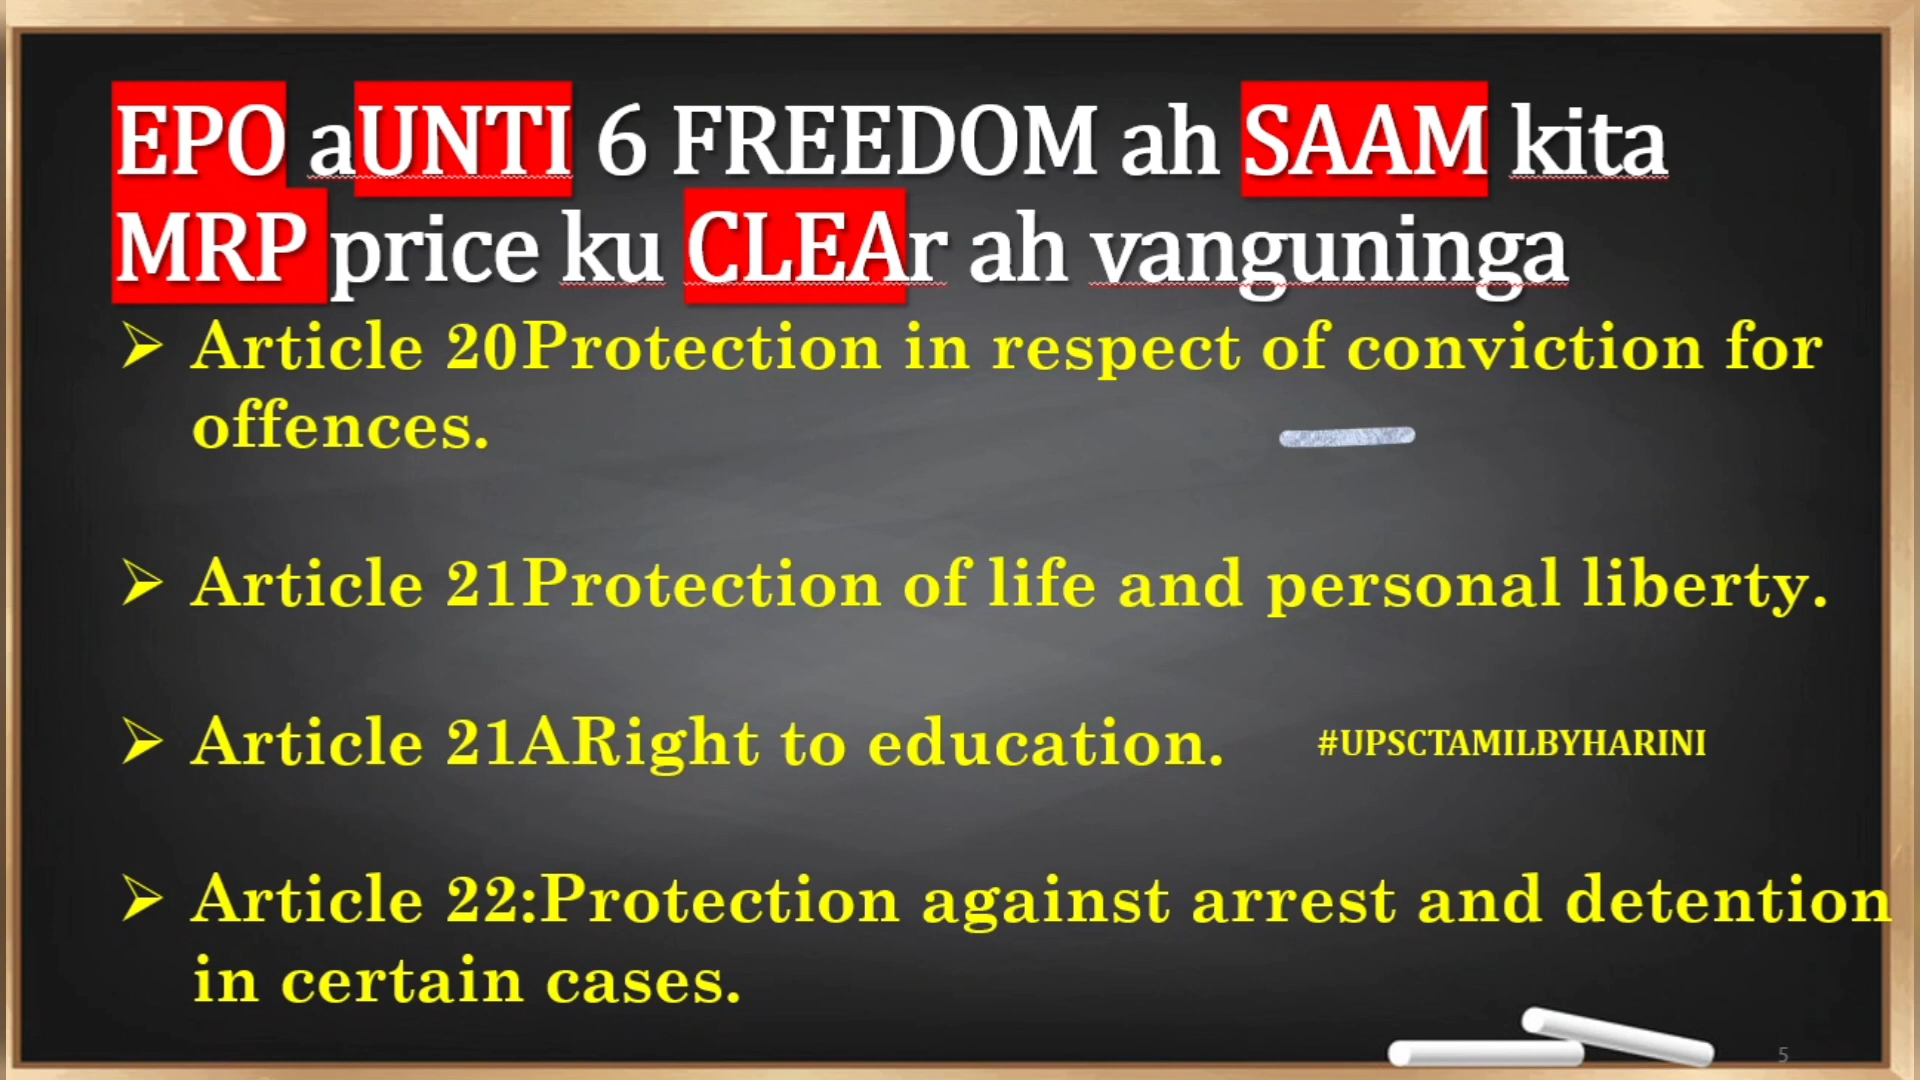 EPO aUNTI 6 FREEDOM ah SAAM kita
MRP price ku CLEAr ah vanguninga
➢ Article 20Protection in respect of conviction for
offences.
➢ Article 21Protection of life and personal liberty.
➢ Article 21ARight to education.
#UPSCTAMILBYHARINI
➢ Article 22:Protection against arrest and detention
in certain cases.
5